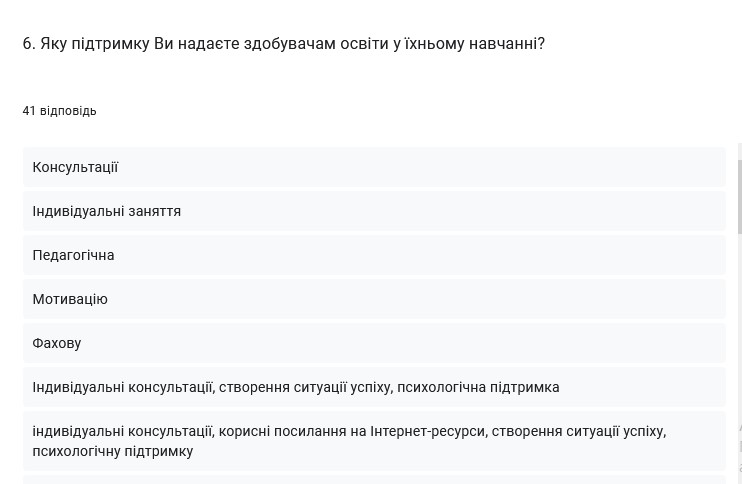 6. Яку підтримку Ви надаєте здобувачам освіти у їхньому навчанні?
41 відповідь
Консультації
Індивідуальні заняття
Педагогічна
Мотивацію
Фахову
Індивідуальні консультації, створення ситуації успіху, психологічна підтримка
індивідуальні консультації, корисні посилання на Інтернет-ресурси, створення ситуації успіху,
психологічну підтримку